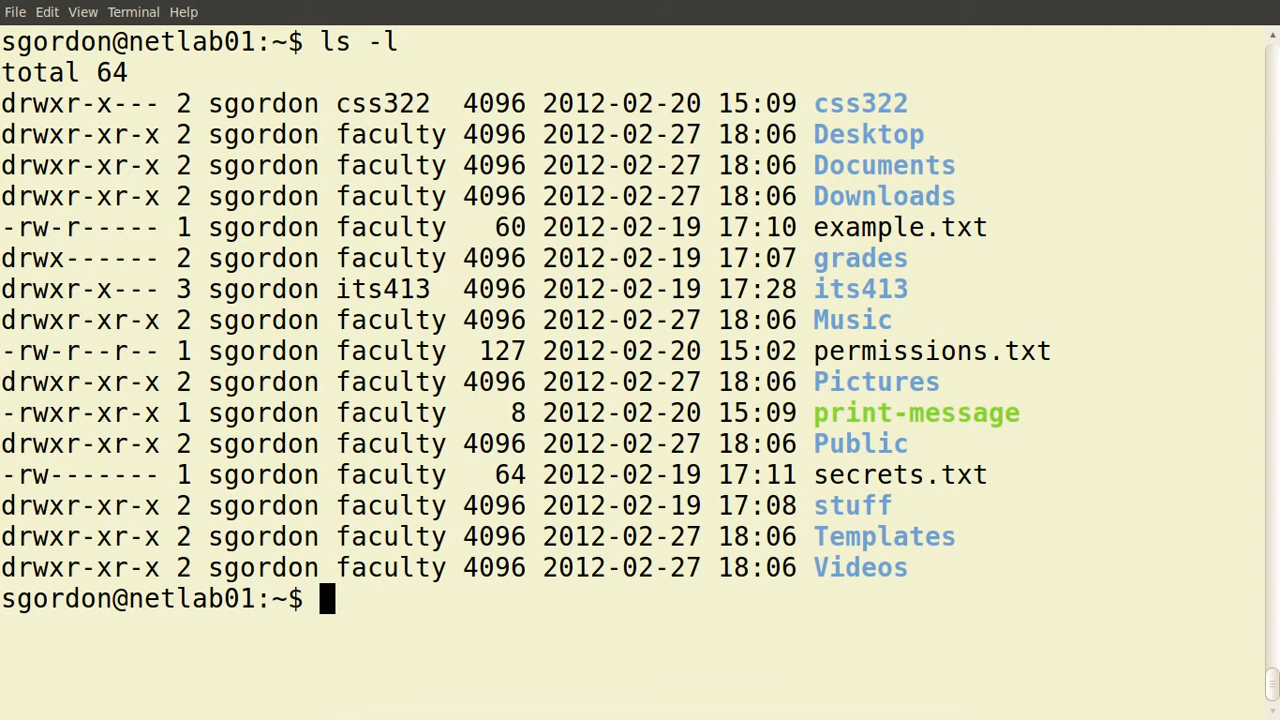 File Edit View Terminal Help
sgordon@netlab01:~$ ls -l
total 64
drwxr-x--- 2 sgordon css322  4096 2012-02-20 15:09 css322
drwxr-xr-x 2 sgordon faculty 4096 2012-02-27 18:06 Desktop
drwxr-xr-x 2 sgordon faculty 4096 2012-02-27 18:06 Documents
drwxr-xr-x 2 sgordon faculty 4096 2012-02-27 18:06 Downloads
-rw-r----- 1 sgordon faculty   60 2012-02-19 17:10 example.txt
drwx------ 2 sgordon faculty 4096 2012-02-19 17:07 grades
drwxr-x--- 3 sgordon its413  4096 2012-02-19 17:28 its413
drwxr-xr-x 2 sgordon faculty 4096 2012-02-27 18:06 Music
-rw-r--r-- 1 sgordon faculty  127 2012-02-20 15:02 permissions.txt
drwxr-xr-x 2 sgordon faculty 4096 2012-02-27 18:06 Pictures
-rwxr-xr-x 1 sgordon faculty    8 2012-02-20 15:09 print-message
drwxr-xr-x 2 sgordon faculty 4096 2012-02-27 18:06 Public
-rw------- 1 sgordon faculty   64 2012-02-19 17:11 secrets.txt
drwxr-xr-x 2 sgordon faculty 4096 2012-02-19 17:08 stuff
drwxr-xr-x 2 sgordon faculty 4096 2012-02-27 18:06 Templates
drwxr-xr-x 2 sgordon faculty 4096 2012-02-27 18:06 Videos
sgordon@netlab01:~$